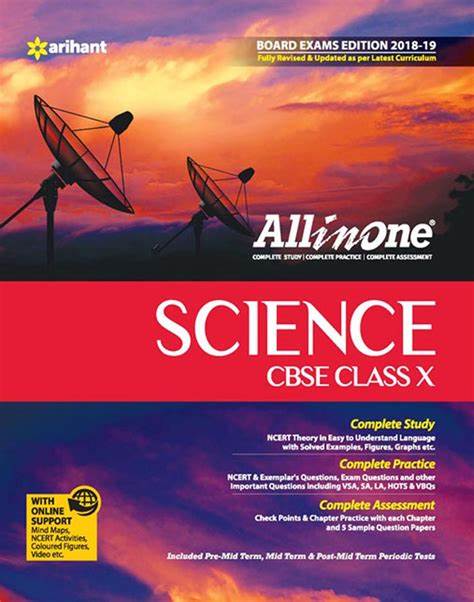 arihant
BOARD EXAMS EDITION 2018-19
Fully Revised & Updated as per Latest Curriculum
All in One®
COMPLETE STUDY | COMPLETE PRACTICE | COMPLETE ASSESSMENT
SCIENCE
CBSE CLASS X
Complete Study
NCERT Theory in Easy to Understand Language
with Solved Examples, Figures, Graphs etc.
Complete Practice
NCERT & Exemplar's Questions, Exam Questions and other
Important Questions including VSA, SA, LA, HOTS & VBQs
Complete Assessment
Check Points & Chapter Practice with each Chapter
and 5 Sample Question Papers
WITH
ONLINE
SUPPORT
Mind Maps,
NCERT Activities,
Coloured Figures,
Video etc.
Included Pre-Mid Term, Mid Term & Post-Mid Term Periodic Tests